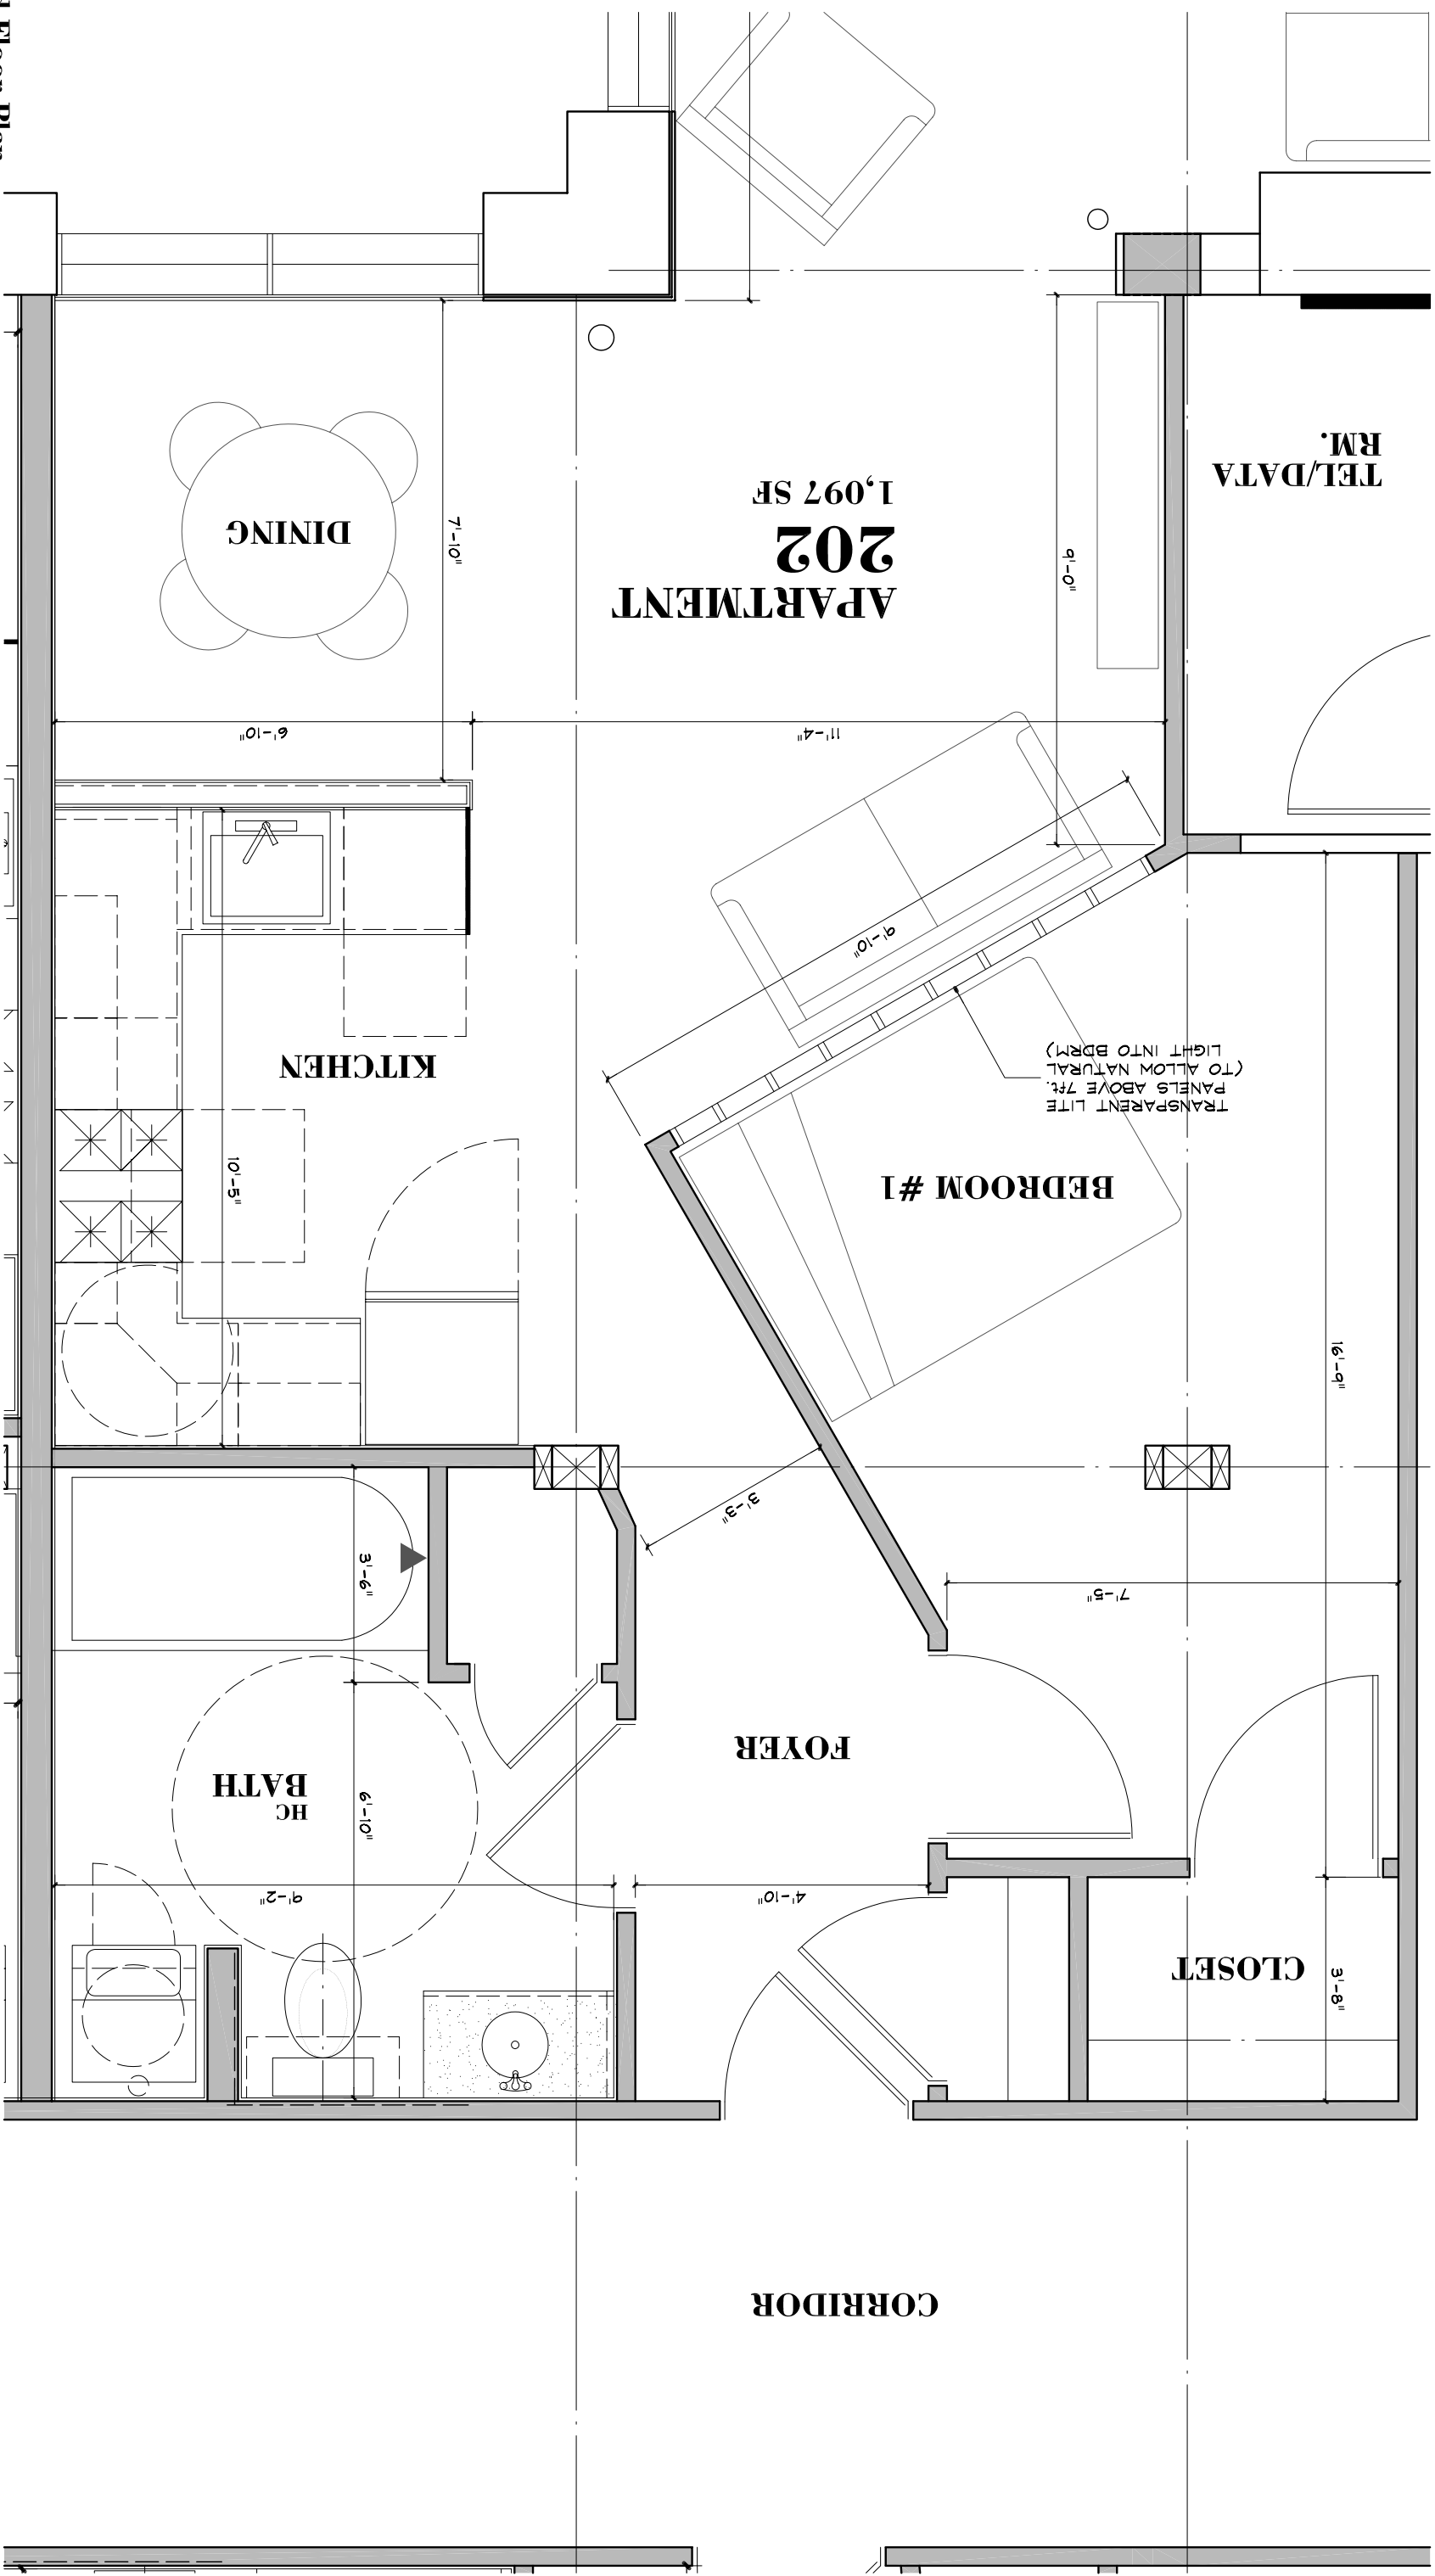 CORRIDOR
CLOSET
3'-8"
4'-10"
9'-2"
HC
BATH
6'-10"
FOYER
7'-5"
3'-6"
3'-3"
16'-9"
BEDROOM #1
10'-5"
TRANSPARENT LITE
PANELS ABOVE 7ft.
(TO ALLOW NATURAL
LIGHT INTO BDRM)
KITCHEN
9'-10"
11'-4"
6'-10"
APARTMENT
202
1,097 SF
9'-0"
7'-10"
DINING
TEL/DATA
RM.
Floor Plan